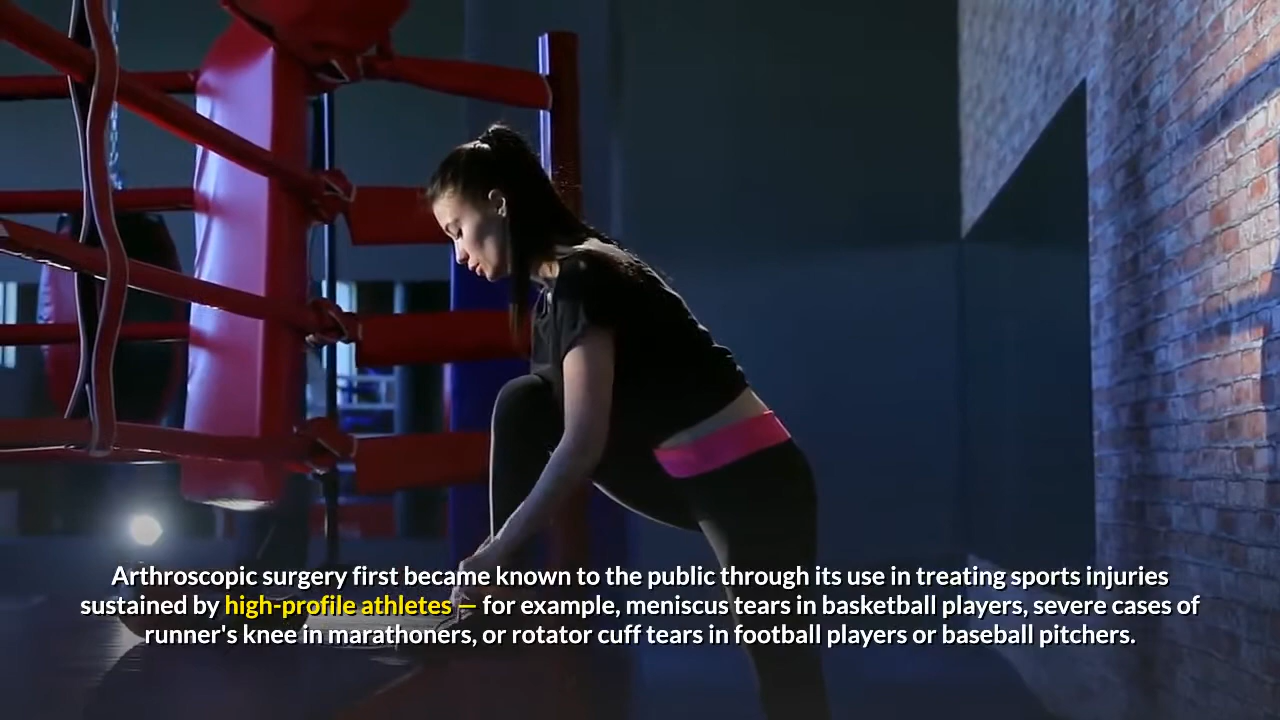 Arthroscopic surgery first became known to the public through its use in treating sports injuries
sustained by high-profile athletes — for example, meniscus tears in basketball players, severe cases of
runner's knee in marathoners, or rotator cuff tears in football players or baseball pitchers.